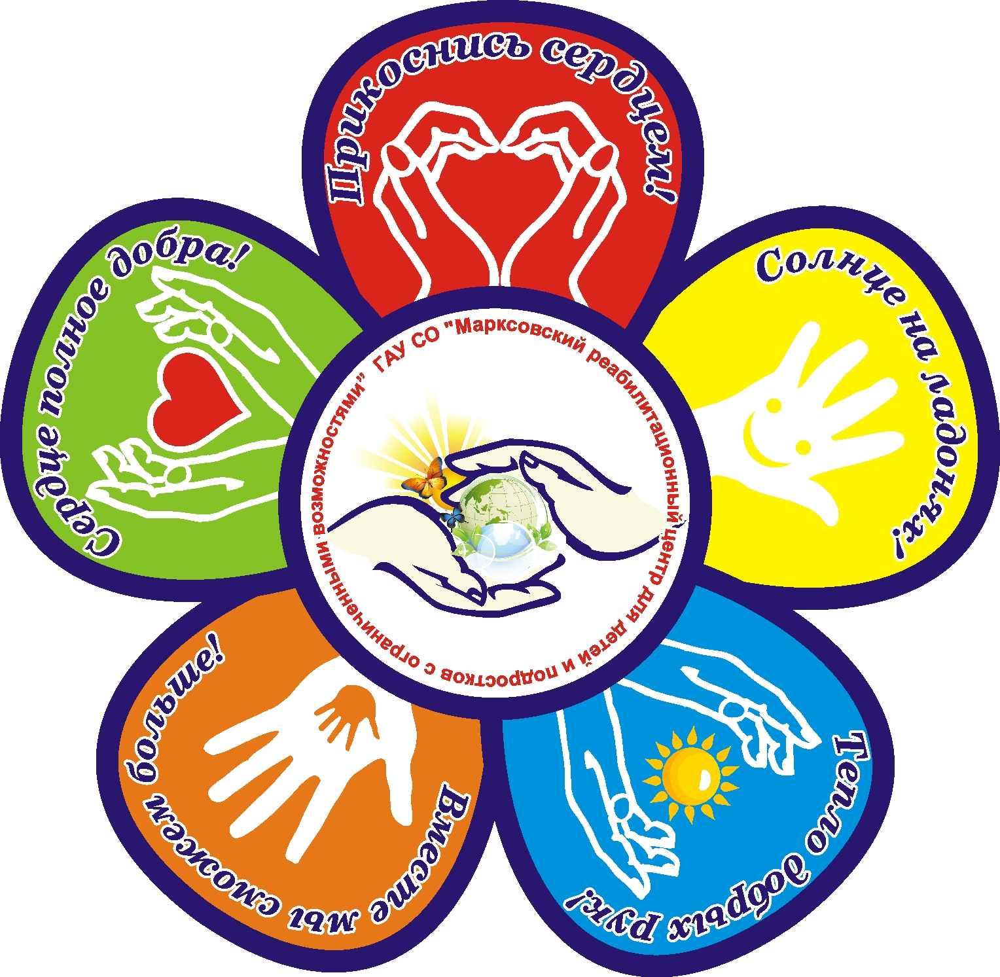 Прикоснись сердцем!
Солнце на ладонях!
Тепло добрых рук!
Вместе мы сможем больше!
Сердце полное добра!
ГАУ СО "Марксовский реабилитационный центр для детей и подростков с ограниченными возможностями”